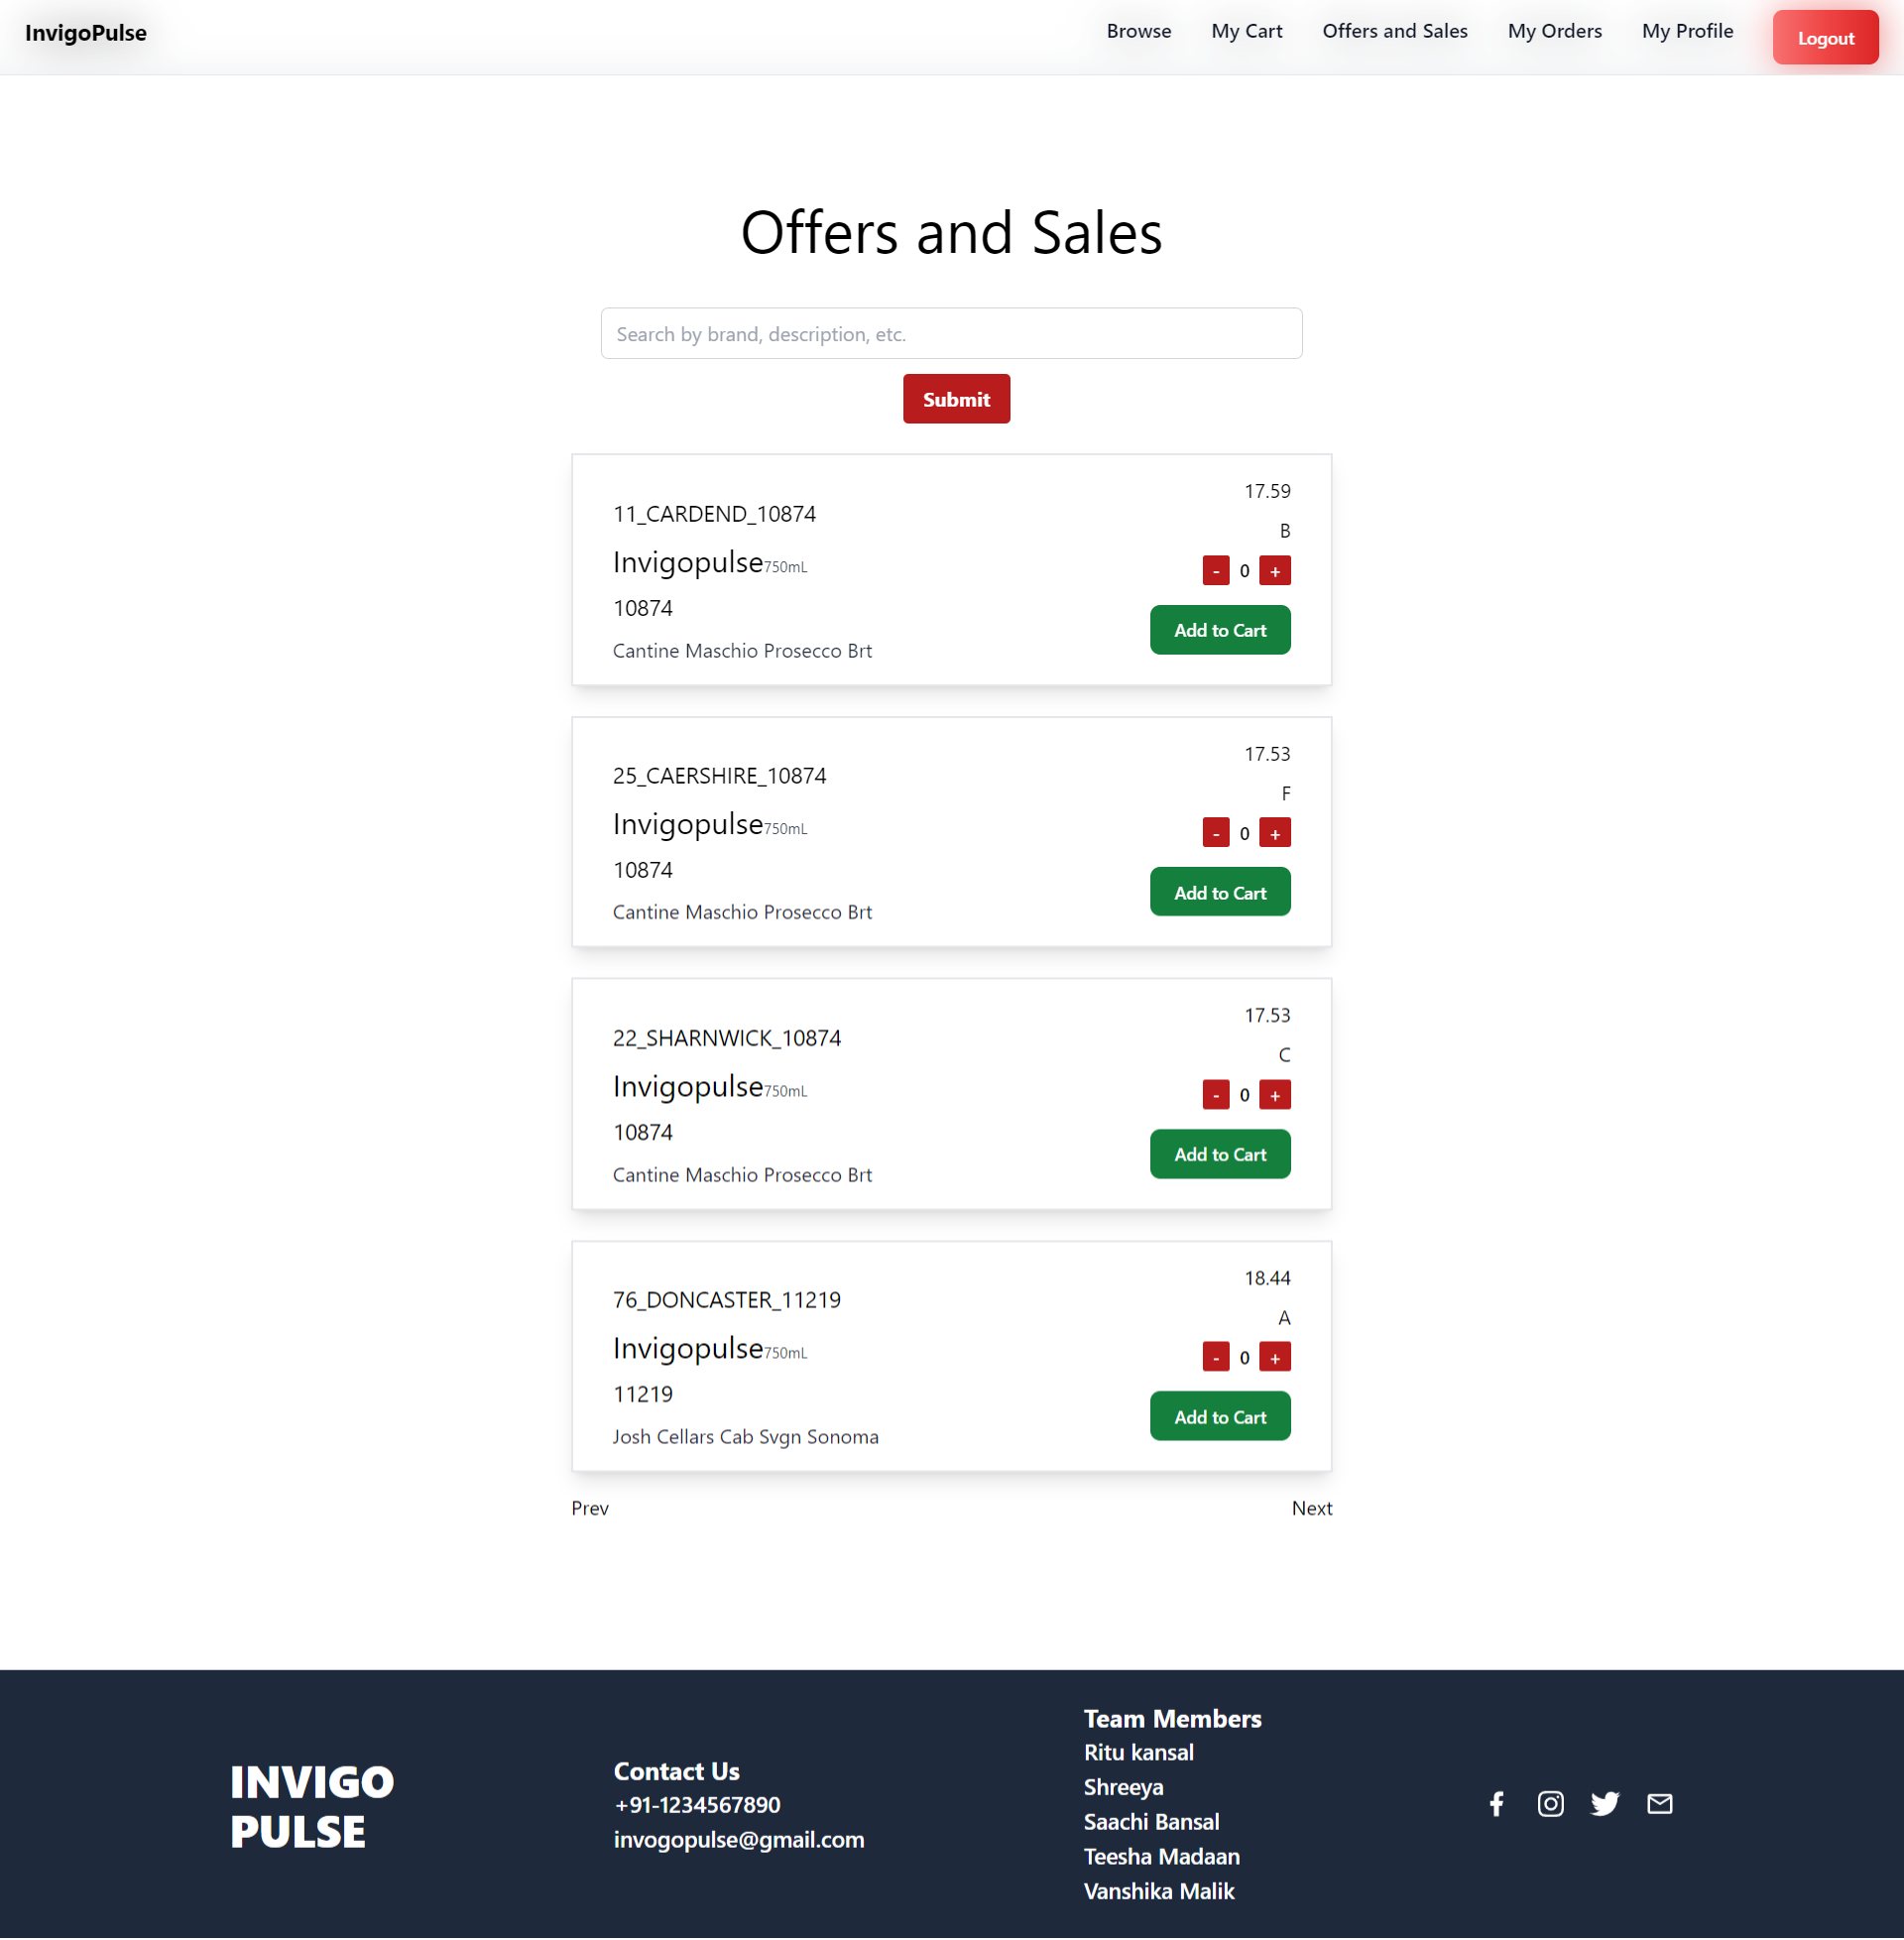 InvigoPulse
Browse
My Cart
Offers and Sales
My Orders
My Profile
Logout
Offers and Sales
Search by brand, description, etc.
Submit
11_CARDEND_10874
Invigopulse750mL
10874
Cantine Maschio Prosecco Brt
17.59
B
- 0 +
Add to Cart
25_CAERSHIRE_10874
Invigopulse750mL
10874
Cantine Maschio Prosecco Brt
17.53
F
- 0 +
Add to Cart
22_SHARNWICK_10874
Invigopulse750mL
10874
Cantine Maschio Prosecco Brt
17.53
C
- 0 +
Add to Cart
76_DONCASTER_11219
Invigopulse750mL
11219
Josh Cellars Cab Svgn Sonoma
18.44
A
- 0 +
Add to Cart
Prev
Next
INVIGO
PULSE
Contact Us
+91-1234567890
invogopulse@gmail.com
Team Members
Ritu kansal
Shreeya
Saachi Bansal
Teesha Madaan
Vanshika Malik